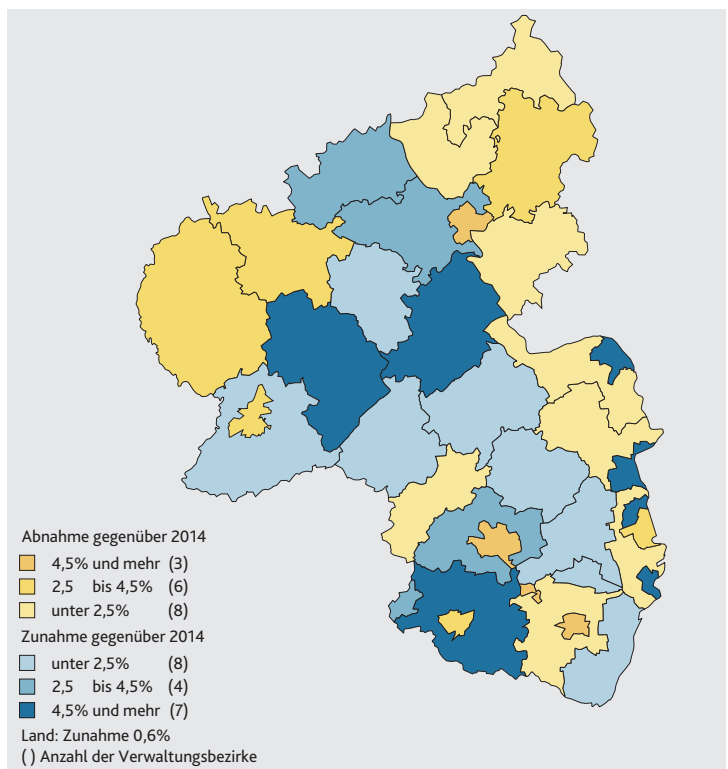 Abnahme gegenüber 2014
4,5% und mehr (3)
2,5 bis 4,5% (6)
unter 2,5% (8)
Zunahme gegenüber 2014
unter 2,5% (8)
2,5 bis 4,5% (4)
4,5% und mehr (7)
Land: Zunahme 0,6%
( ) Anzahl der Verwaltungsbezirke